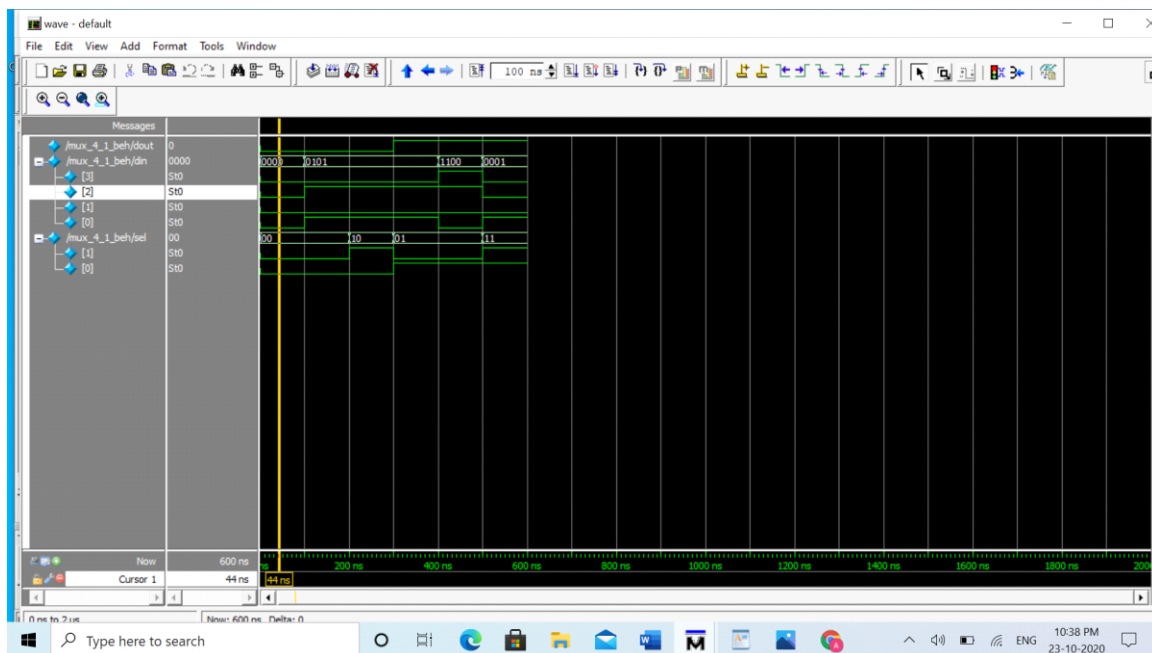 wave - default
File Edit View Add Format Tools Window
100 ns
Messages
/mux_4_1_beh/dout 0
/mux_4_1_beh/din 0000 0000 0101 1100 0001
[3] St0
[2] St0
[1] St0
[0] St0
/mux_4_1_beh/sel 00 00 10 01 11
[1] St0
[0] St0
Now 600 ns ns 200 ns 400 ns 600 ns 800 ns 1000 ns 1200 ns 1400 ns 1600 ns 1800 ns 200
Cursor 1 44 ns 44 ns
0 ns to 2 us Now: 600 ns Delta: 0
Type here to search ENG 10:38 PM
23-10-2020